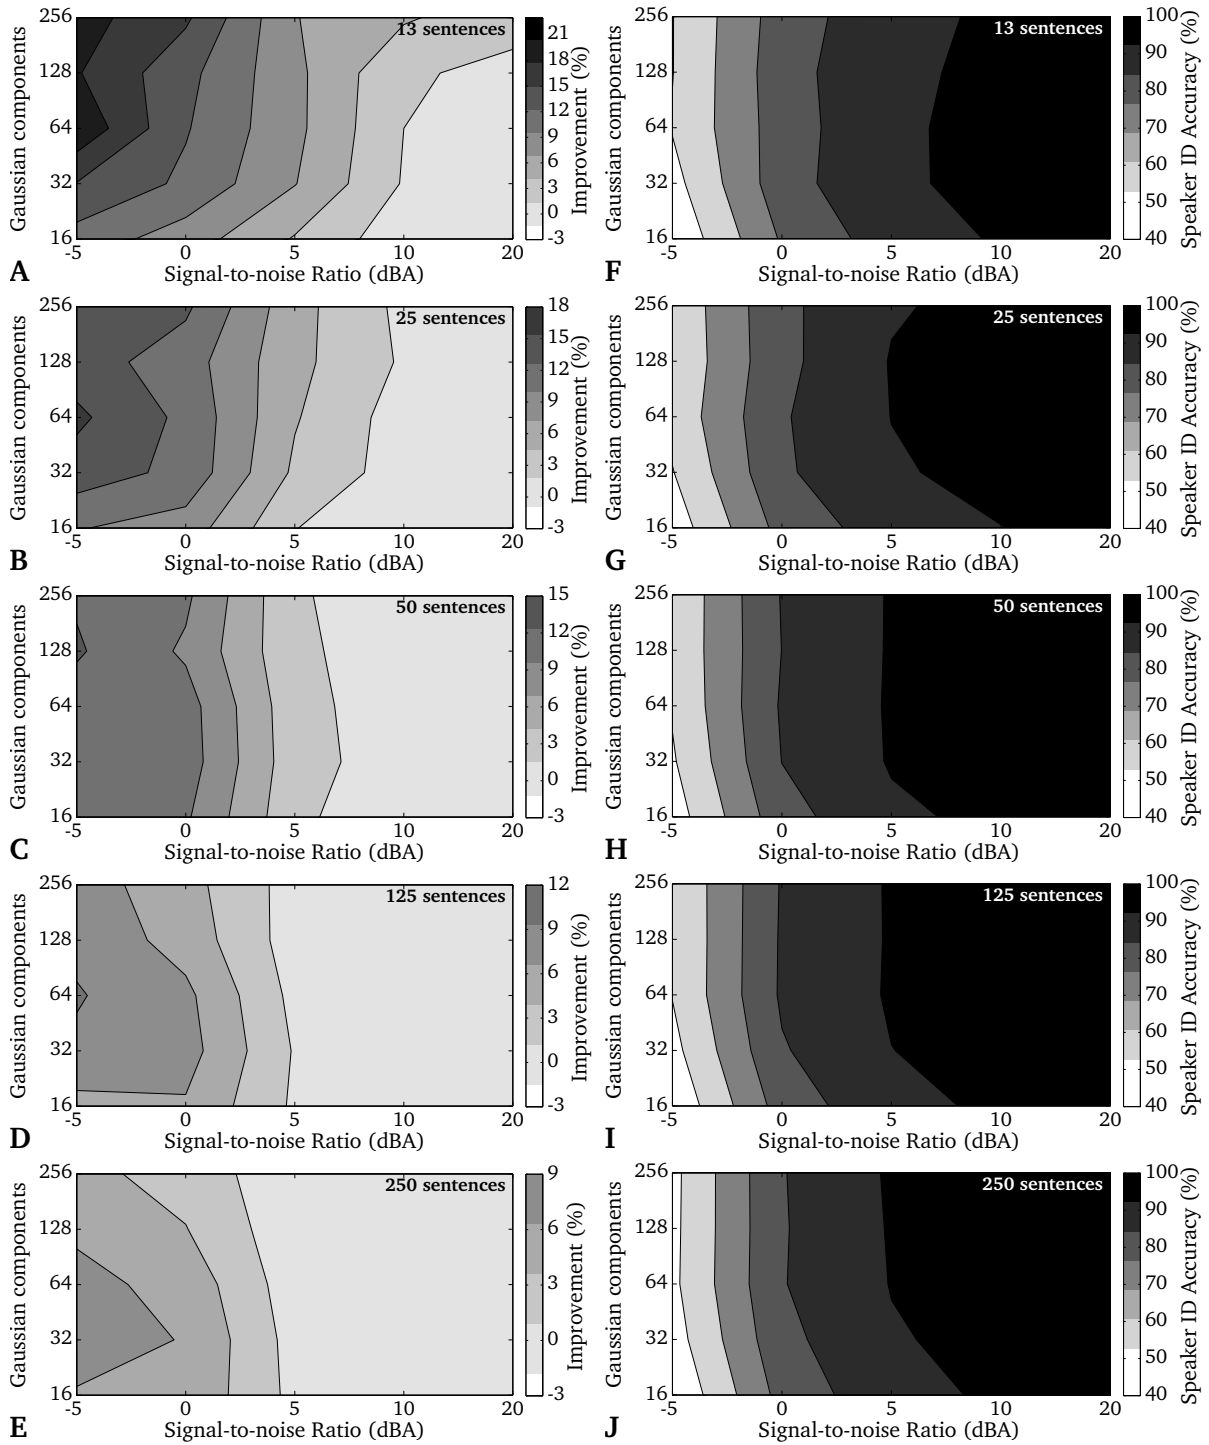 256
128
64
32
16
-5 0 5 10 20
Gaussian components
Signal-to-noise Ratio (dBA)
13 sentences
21
18
15
12
9
6
3
0
-3
Improvement (%)
A
256
128
64
32
16
-5 0 5 10 20
Gaussian components
Signal-to-noise Ratio (dBA)
13 sentences
100
90
80
70
60
50
40
Speaker ID Accuracy (%)
F
256
128
64
32
16
-5 0 5 10 20
Gaussian components
Signal-to-noise Ratio (dBA)
25 sentences
18
15
12
9
6
3
0
-3
Improvement (%)
B
256
128
64
32
16
-5 0 5 10 20
Gaussian components
Signal-to-noise Ratio (dBA)
25 sentences
100
90
80
70
60
50
40
Speaker ID Accuracy (%)
G
256
128
64
32
16
-5 0 5 10 20
Gaussian components
Signal-to-noise Ratio (dBA)
50 sentences
15
12
9
6
3
0
-3
Improvement (%)
C
256
128
64
32
16
-5 0 5 10 20
Gaussian components
Signal-to-noise Ratio (dBA)
50 sentences
100
90
80
70
60
50
40
Speaker ID Accuracy (%)
H
256
128
64
32
16
-5 0 5 10 20
Gaussian components
Signal-to-noise Ratio (dBA)
125 sentences
12
9
6
3
0
-3
Improvement (%)
D
256
128
64
32
16
-5 0 5 10 20
Gaussian components
Signal-to-noise Ratio (dBA)
125 sentences
100
90
80
70
60
50
40
Speaker ID Accuracy (%)
I
256
128
64
32
16
-5 0 5 10 20
Gaussian components
Signal-to-noise Ratio (dBA)
250 sentences
9
6
3
0
-3
Improvement (%)
E
256
128
64
32
16
-5 0 5 10 20
Gaussian components
Signal-to-noise Ratio (dBA)
250 sentences
100
90
80
70
60
50
40
Speaker ID Accuracy (%)
J